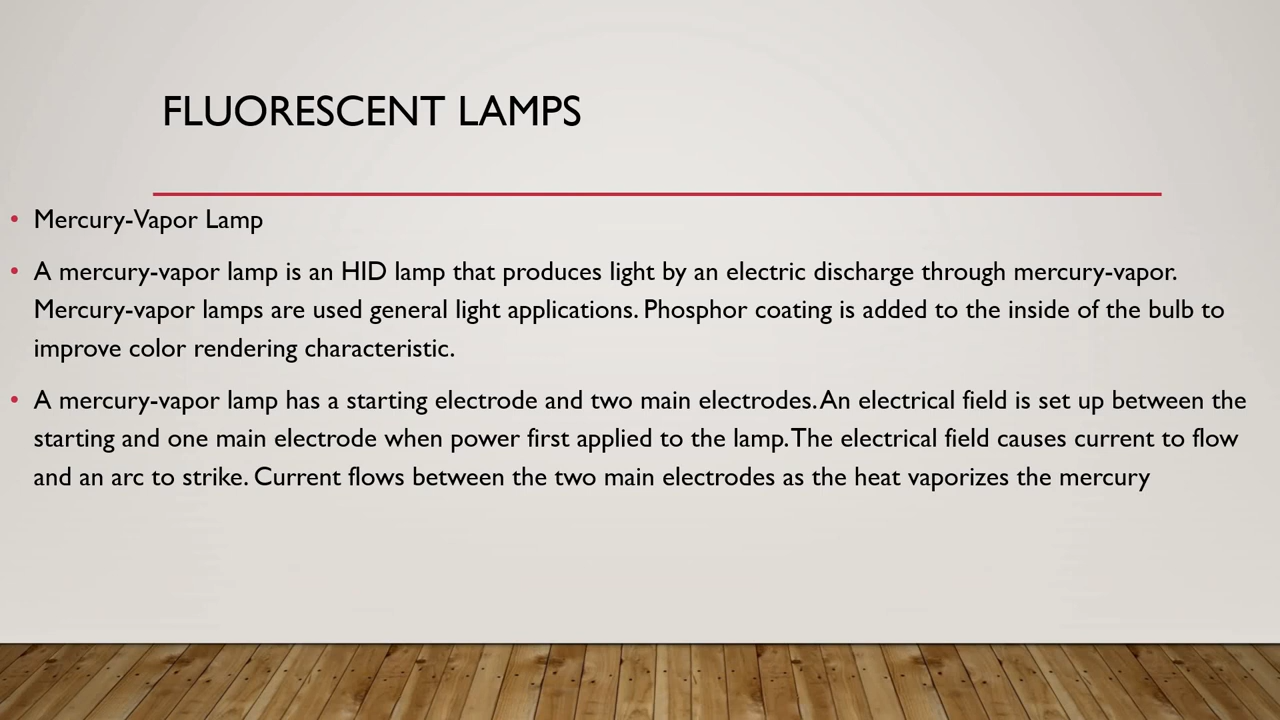 FLUORESCENT LAMPS
• Mercury-Vapor Lamp
• A mercury-vapor lamp is an HID lamp that produces light by an electric discharge through mercury-vapor.
Mercury-vapor lamps are used general light applications. Phosphor coating is added to the inside of the bulb to
improve color rendering characteristic.
• A mercury-vapor lamp has a starting electrode and two main electrodes. An electrical field is set up between the
starting and one main electrode when power first applied to the lamp. The electrical field causes current to flow
and an arc to strike. Current flows between the two main electrodes as the heat vaporizes the mercury